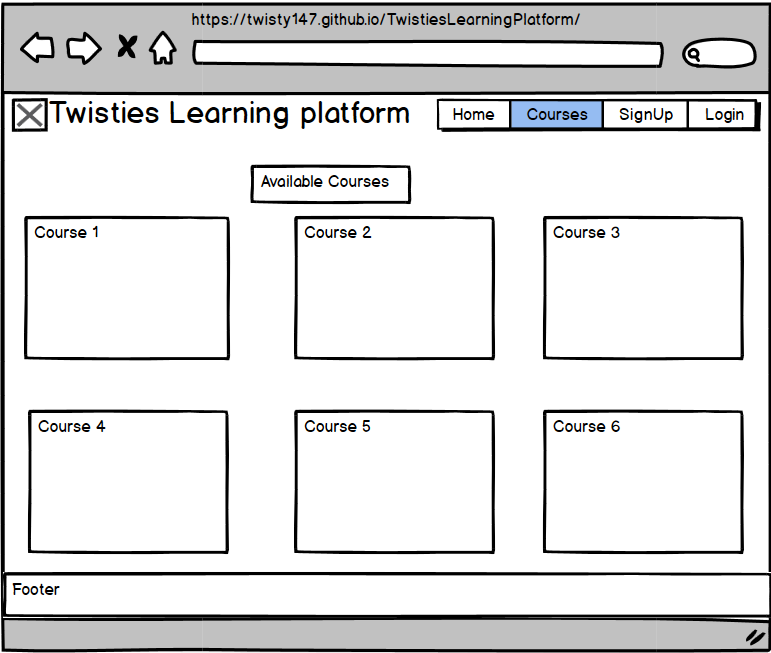 https://twisty147.github.io/TwistiesLearningPlatform/
Twisties Learning platform
Home Courses SignUp Login
Available Courses
Course 1 Course 2 Course 3
Course 4 Course 5 Course 6
Footer